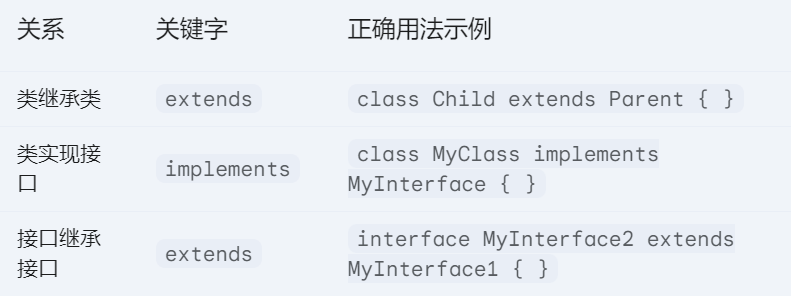 关系 关键字 正确用法示例
类继承类 extends class Child extends Parent { }
类实现接
口
implements
class MyClass implements
MyInterface { }
接口继承
接口
extends
interface MyInterface2 extends
MyInterface1 { }